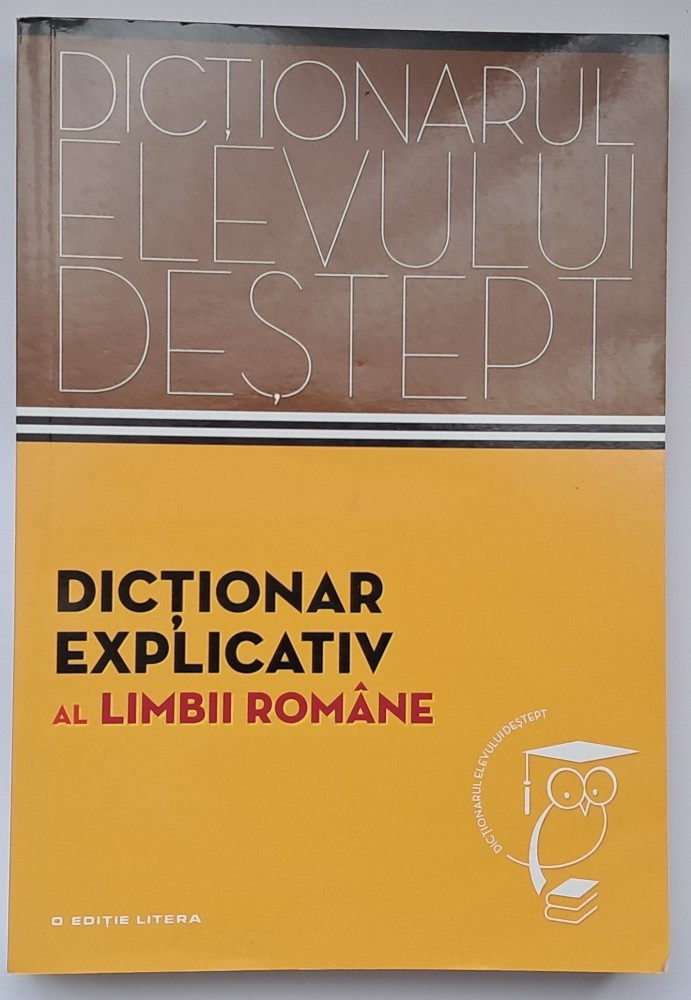 DICȚIONARUL
ELEVULUI
DEȘTEPT
DICȚIONAR
EXPLICATIV
AL LIMBII ROMÂNE
DICȚIONARUL ELEVULUI DEȘTEPT
O EDIȚIE LITERA